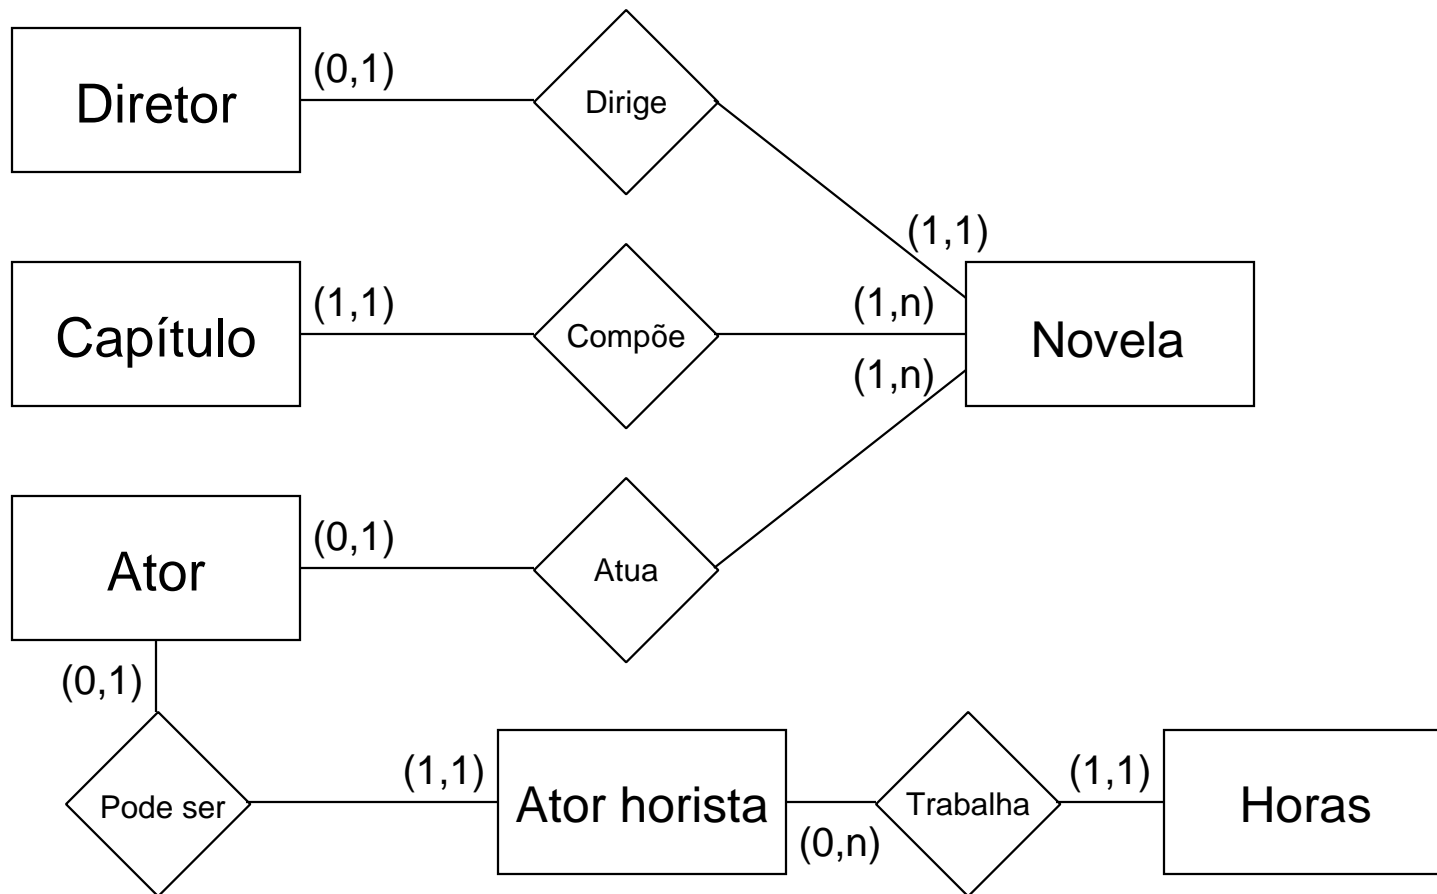 Diretor
(0,1)
Dirige
(1,1)
Capítulo
(1,1)
Compõe
(1,n)
Novela
(1,n)
Ator
(0,1)
Atua
(0,1)
Pode ser
(1,1)
Ator horista
(0,n)
Trabalha
(1,1)
Horas